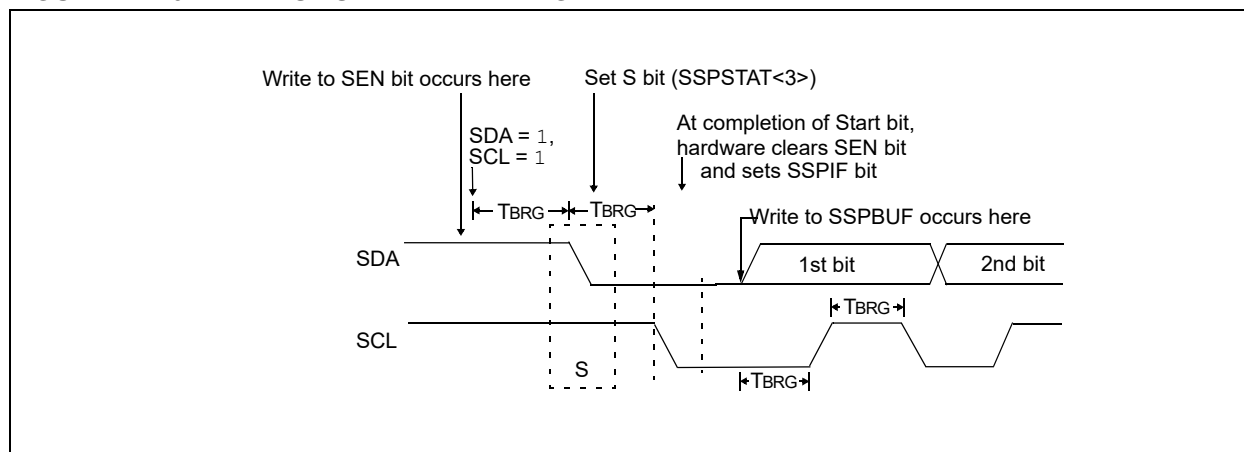 Write to SEN bit occurs here
Set S bit (SSPSTAT<3>)
SDA = 1,
SCL = 1
At completion of Start bit,
hardware clears SEN bit
and sets SSPIF bit
TBRG
TBRG
Write to SSPBUF occurs here
SDA
1st bit
2nd bit
TBRG
SCL
S
TBRG